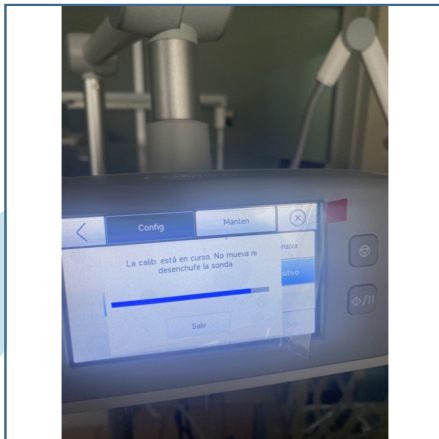 Config
Manten
La calib. está en curso. No mueva ni
desenchufe la sonda
Salir